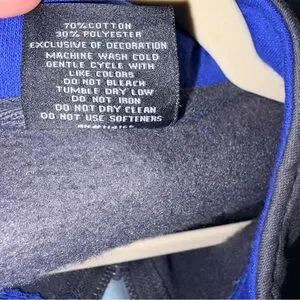 70% COTTON
30% POLYESTER
EXCLUSIVE OF DECORATION
MACHINE WASH COLD
GENTLE CYCLE WITH
LIKE COLORS
DO NOT BLEACH
TUMBLE DRY LOW
DO NOT IRON
DO NOT DRY CLEAN
DO NOT USE SOFTENERS